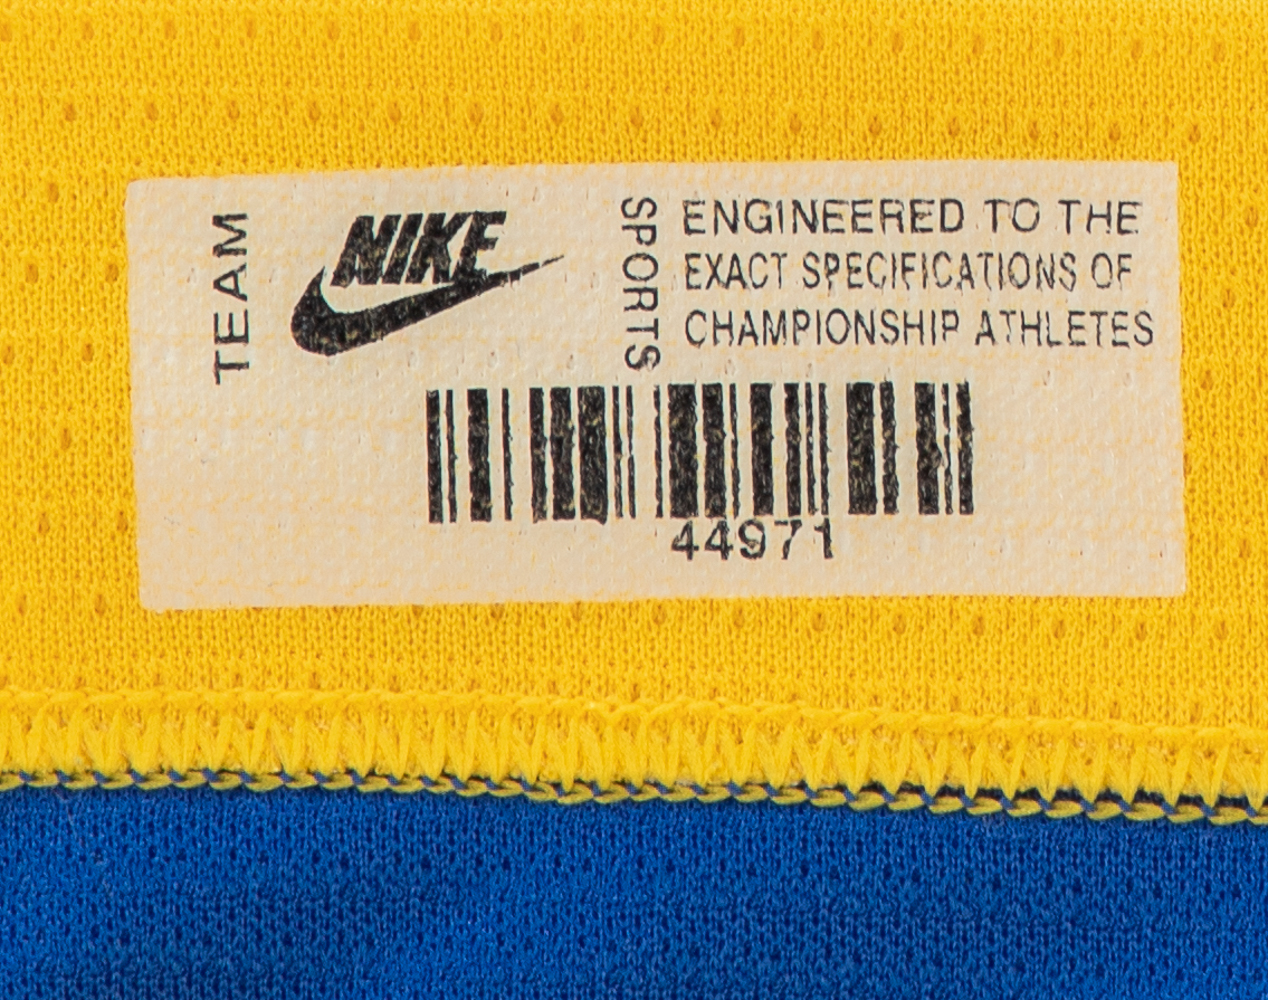 TEAM
NIKE
SPORTS
ENGINEERED TO THE
EXACT SPECIFICATIONS OF
CHAMPIONSHIP ATHLETES
44971